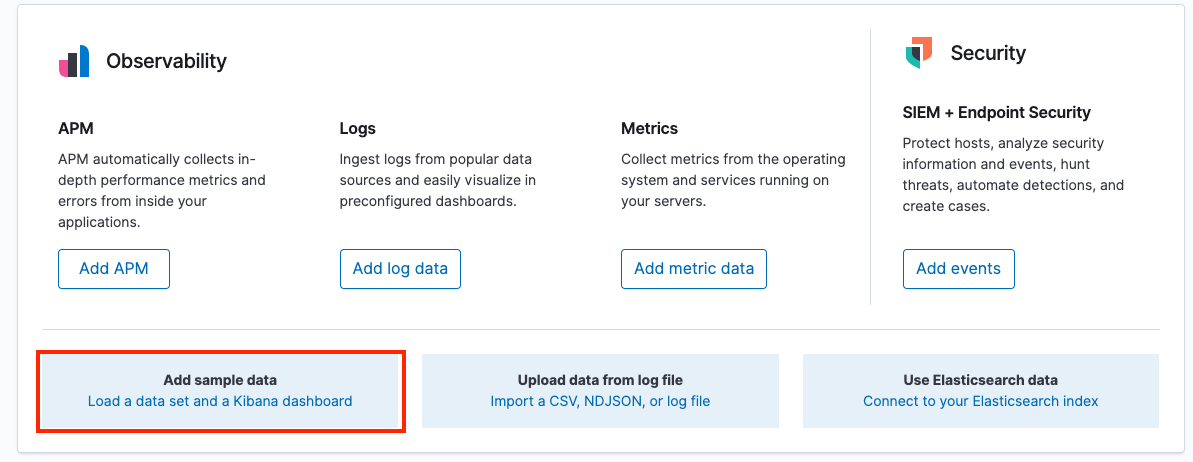 Observability
APM
APM automatically collects in-
depth performance metrics and
errors from inside your
applications.
Add APM
Logs
Ingest logs from popular data
sources and easily visualize in
preconfigured dashboards.
Add log data
Metrics
Collect metrics from the operating
system and services running on
your servers.
Add metric data
Security
SIEM + Endpoint Security
Protect hosts, analyze security
information and events, hunt
threats, automate detections, and
create cases.
Add events
Add sample data
Load a data set and a Kibana dashboard
Upload data from log file
Import a CSV, NDJSON, or log file
Use Elasticsearch data
Connect to your Elasticsearch index